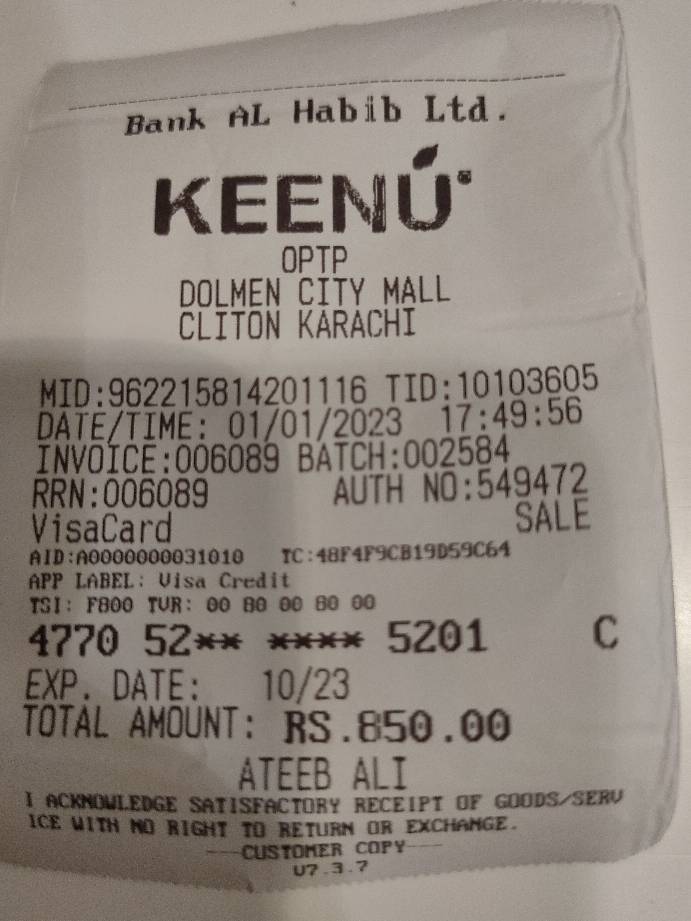 Bank AL Habib Ltd.
KEENU
OPTP
DOLMEN CITY MALL
CLITON KARACHI
MID:962215814201116 TID:10103605
DATE/TIME: 01/01/2023 17:49:56
INVOICE:006089 BATCH:002584
RRN:006089 AUTH NO:549472
VisaCard SALE
AID:A0000000031010 TC:48F4F9CB19D59C64
APP LABEL: Visa Credit
TSI: F800 TVR: 00 80 00 80 00
4770 52** **** 5201 C
EXP. DATE: 10/23
TOTAL AMOUNT: RS.850.00
ATEEB ALI
I ACKNOWLEDGE SATISFACTORY RECEIPT OF GOODS/SERV
ICE WITH NO RIGHT TO RETURN OR EXCHANGE.
---CUSTOMER COPY---
V7.3.7